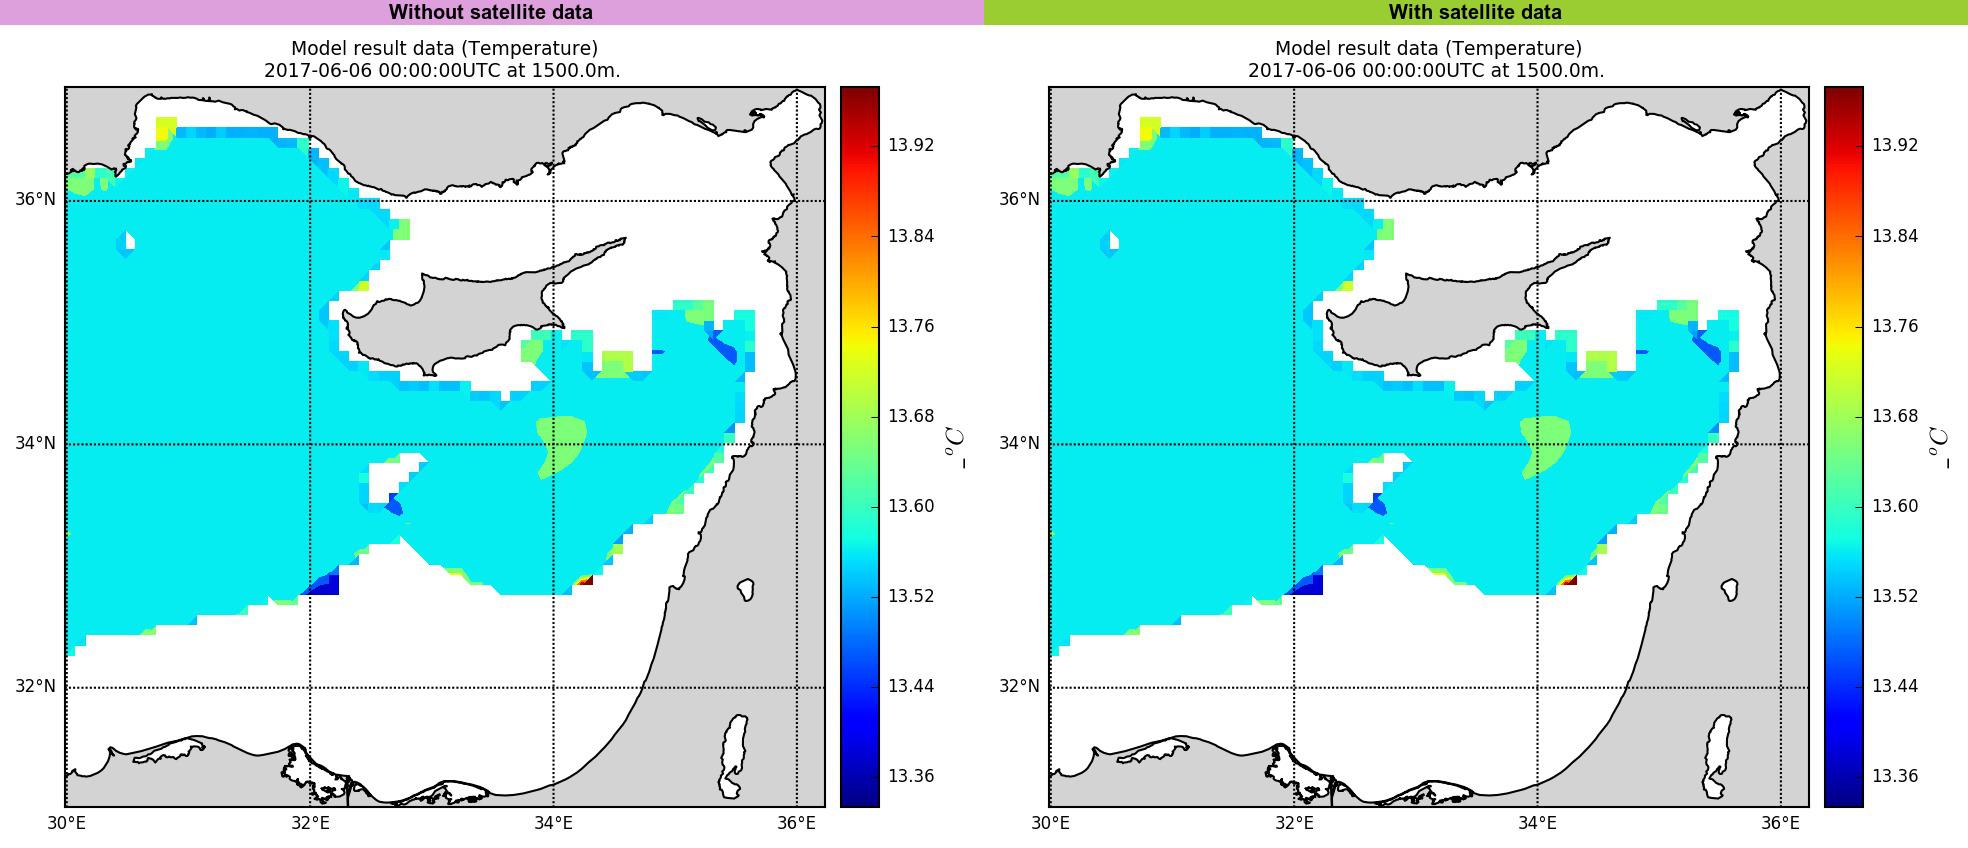 Without satellite data
With satellite data
Model result data (Temperature)
2017-06-06 00:00:00UTC at 1500.0m.
36°N
34°N
32°N
30°E
32°E
34°E
36°E
13.92
13.84
13.76
13.68
13.60
13.52
13.44
13.36
_°C
Model result data (Temperature)
2017-06-06 00:00:00UTC at 1500.0m.
36°N
34°N
32°N
30°E
32°E
34°E
36°E
13.92
13.84
13.76
13.68
13.60
13.52
13.44
13.36
_°C